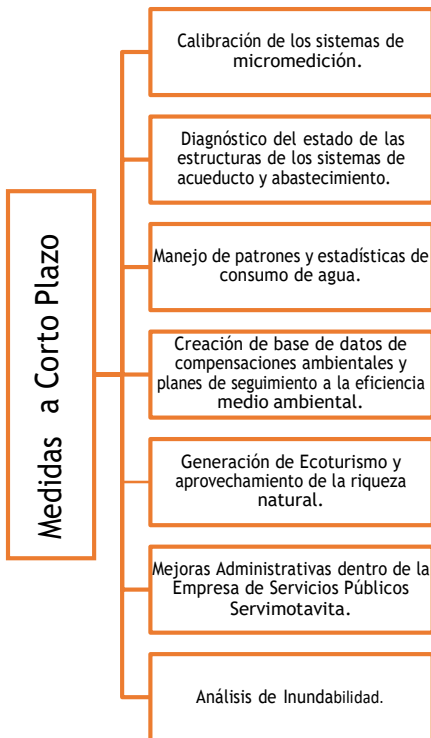 Medidas a Corto Plazo
Calibración de los sistemas de
micromedición.
Diagnóstico del estado de las
estructuras de los sistemas de
acueducto y abastecimiento.
Manejo de patrones y estadísticas de
consumo de agua.
Creación de base de datos de
compensaciones ambientales y
planes de seguimiento a la eficiencia
medio ambiental.
Generación de Ecoturismo y
aprovechamiento de la riqueza
natural.
Mejoras Administrativas dentro de la
Empresa de Servicios Públicos
Servimotavita.
Análisis de Inundabilidad.